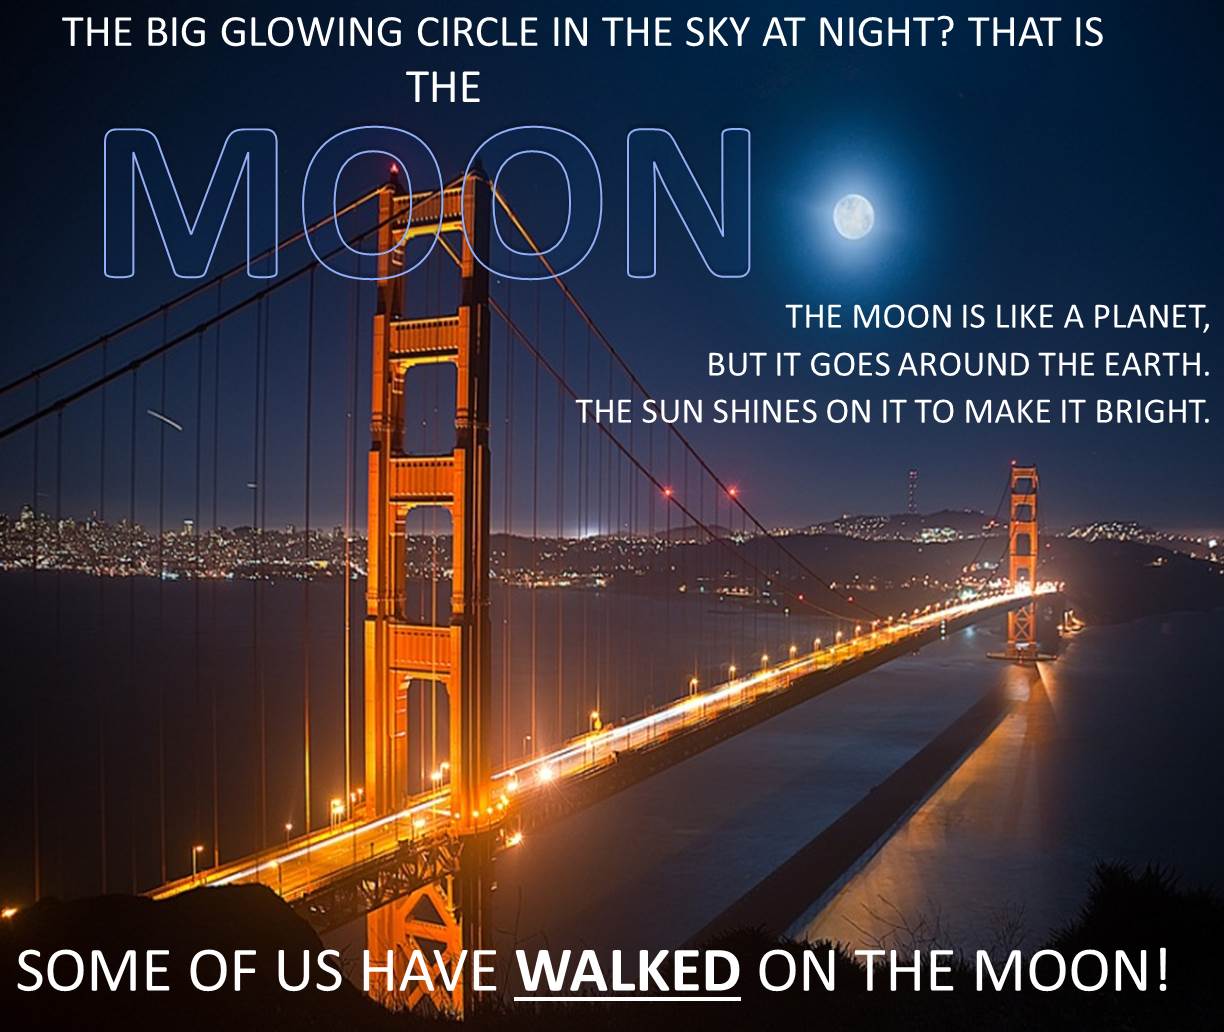 THE BIG GLOWING CIRCLE IN THE SKY AT NIGHT? THAT IS
THE
MOON
THE MOON IS LIKE A PLANET,
BUT IT GOES AROUND THE EARTH.
THE SUN SHINES ON IT TO MAKE IT BRIGHT.
SOME OF US HAVE WALKED ON THE MOON!